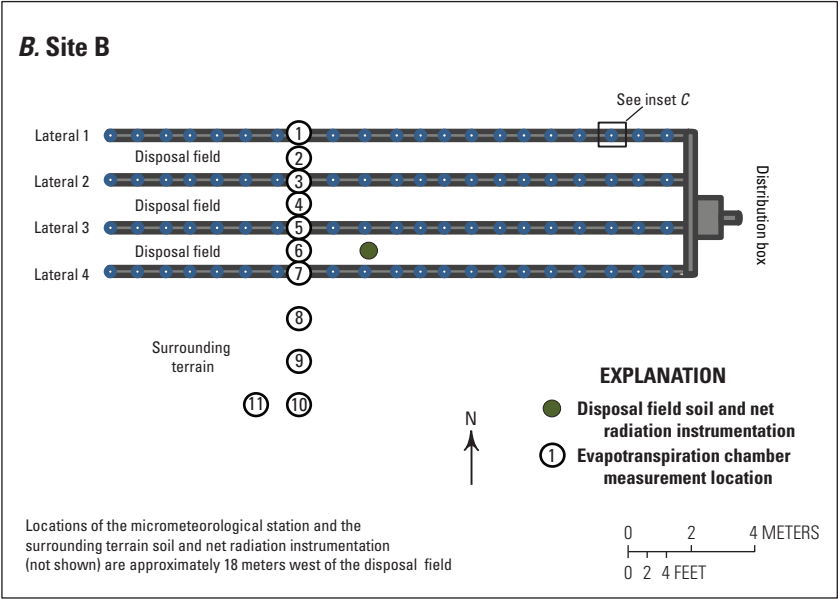 B. Site B
See inset C
Lateral 1
1
Disposal field
2
Lateral 2
3
Disposal field
4
Lateral 3
5
Disposal field
6
Lateral 4
7
Distribution box
8
Surrounding
terrain
9
11
10
N
EXPLANATION
Disposal field soil and net
radiation instrumentation
1 Evapotranspiration chamber
measurement location
Locations of the micrometeorological station and the
surrounding terrain soil and net radiation instrumentation
(not shown) are approximately 18 meters west of the disposal field
0 2 4 METERS
0 2 4 FEET